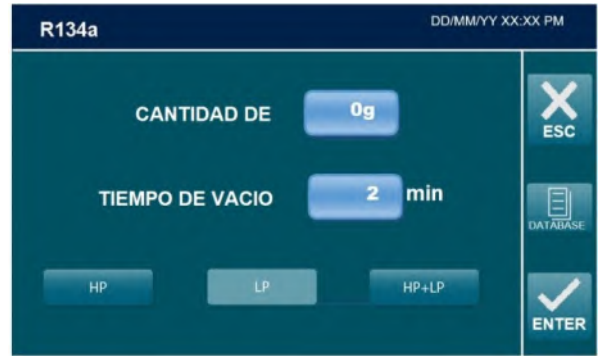 R134a
DD/MM/YY XX:XX PM
CANTIDAD DE 0g
ESC
TIEMPO DE VACIO 2 min
DATABASE
HP LP HP+LP
ENTER